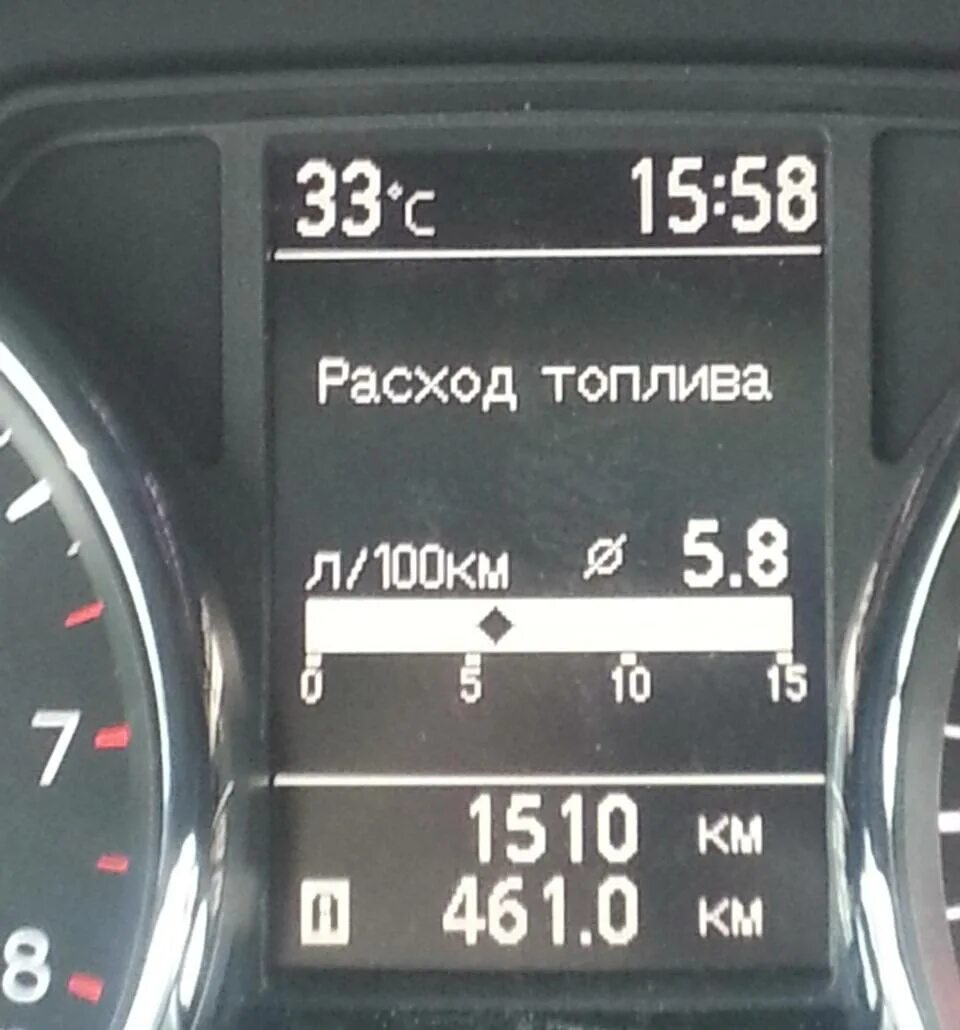 33°C 15:58
Расход топлива
л/100км ⌀ 5.8
0 5 10 15
1510 км
461.0 км
7
8